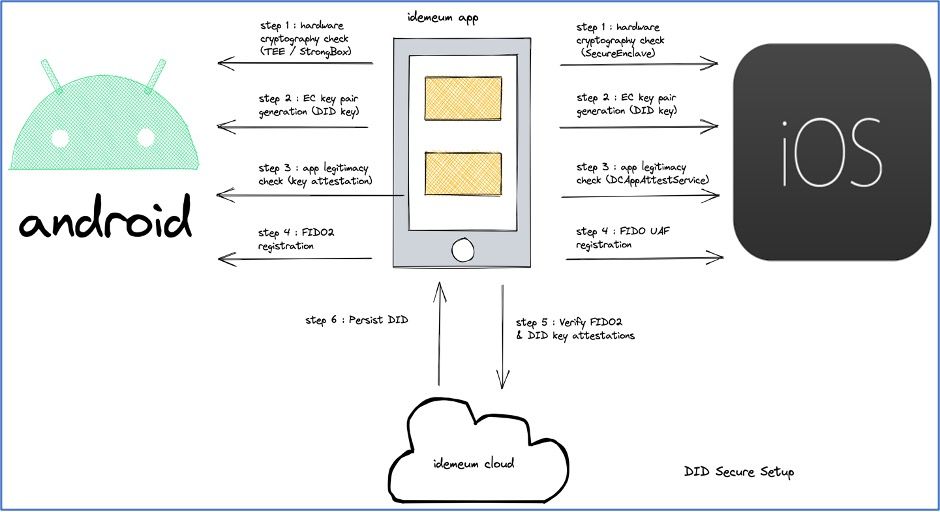 idemeum app
step 1 : hardware
cryptography check
(TEE / StrongBox)
step 2 : EC key pair
generation (DID key)
step 3 : app legitimacy
check (key attestation)
step 4 : FIDO2
registration
android
step 1 : hardware
cryptography check
(SecureEnclave)
step 2 : EC key pair
generation (DID key)
step 3 : app legitimacy
check (DCAppAttestService)
step 4 : FIDO UAF
registration
iOS
step 6 : Persist DID
step 5 : Verify FIDO2
& DID key attestations
idemeum cloud
DID Secure Setup